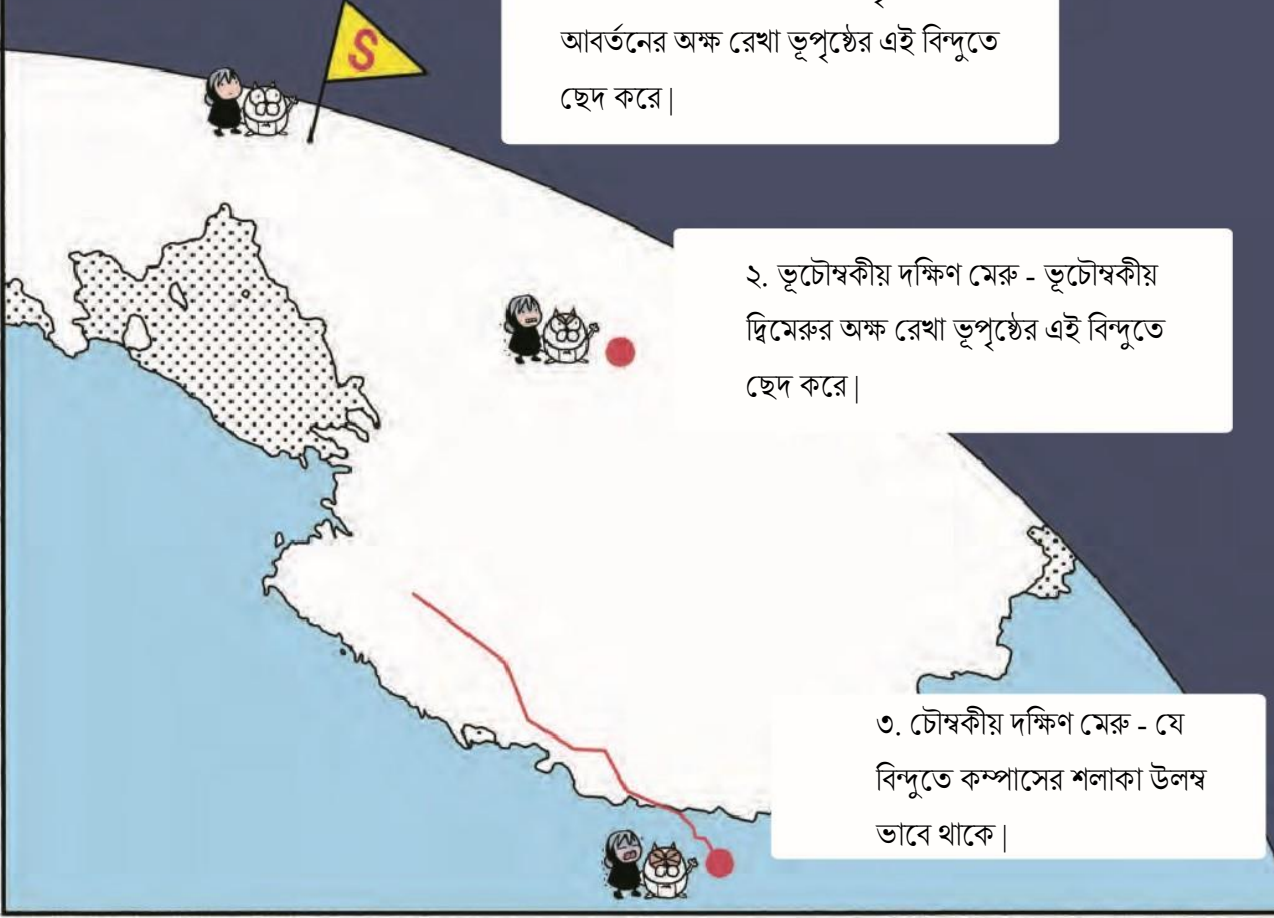 S
আবর্তনের অক্ষ রেখা ভূপৃষ্ঠের এই বিন্দুতে
ছেদ করে|
২. ভূচৌম্বকীয় দক্ষিণ মেরু - ভূচৌম্বকীয়
দ্বিমেরুর অক্ষ রেখা ভূপৃষ্ঠের এই বিন্দুতে
ছেদ করে|
৩. চৌম্বকীয় দক্ষিণ মেরু - যে
বিন্দুতে কম্পাসের শলাকা উলম্ব
ভাবে থাকে|